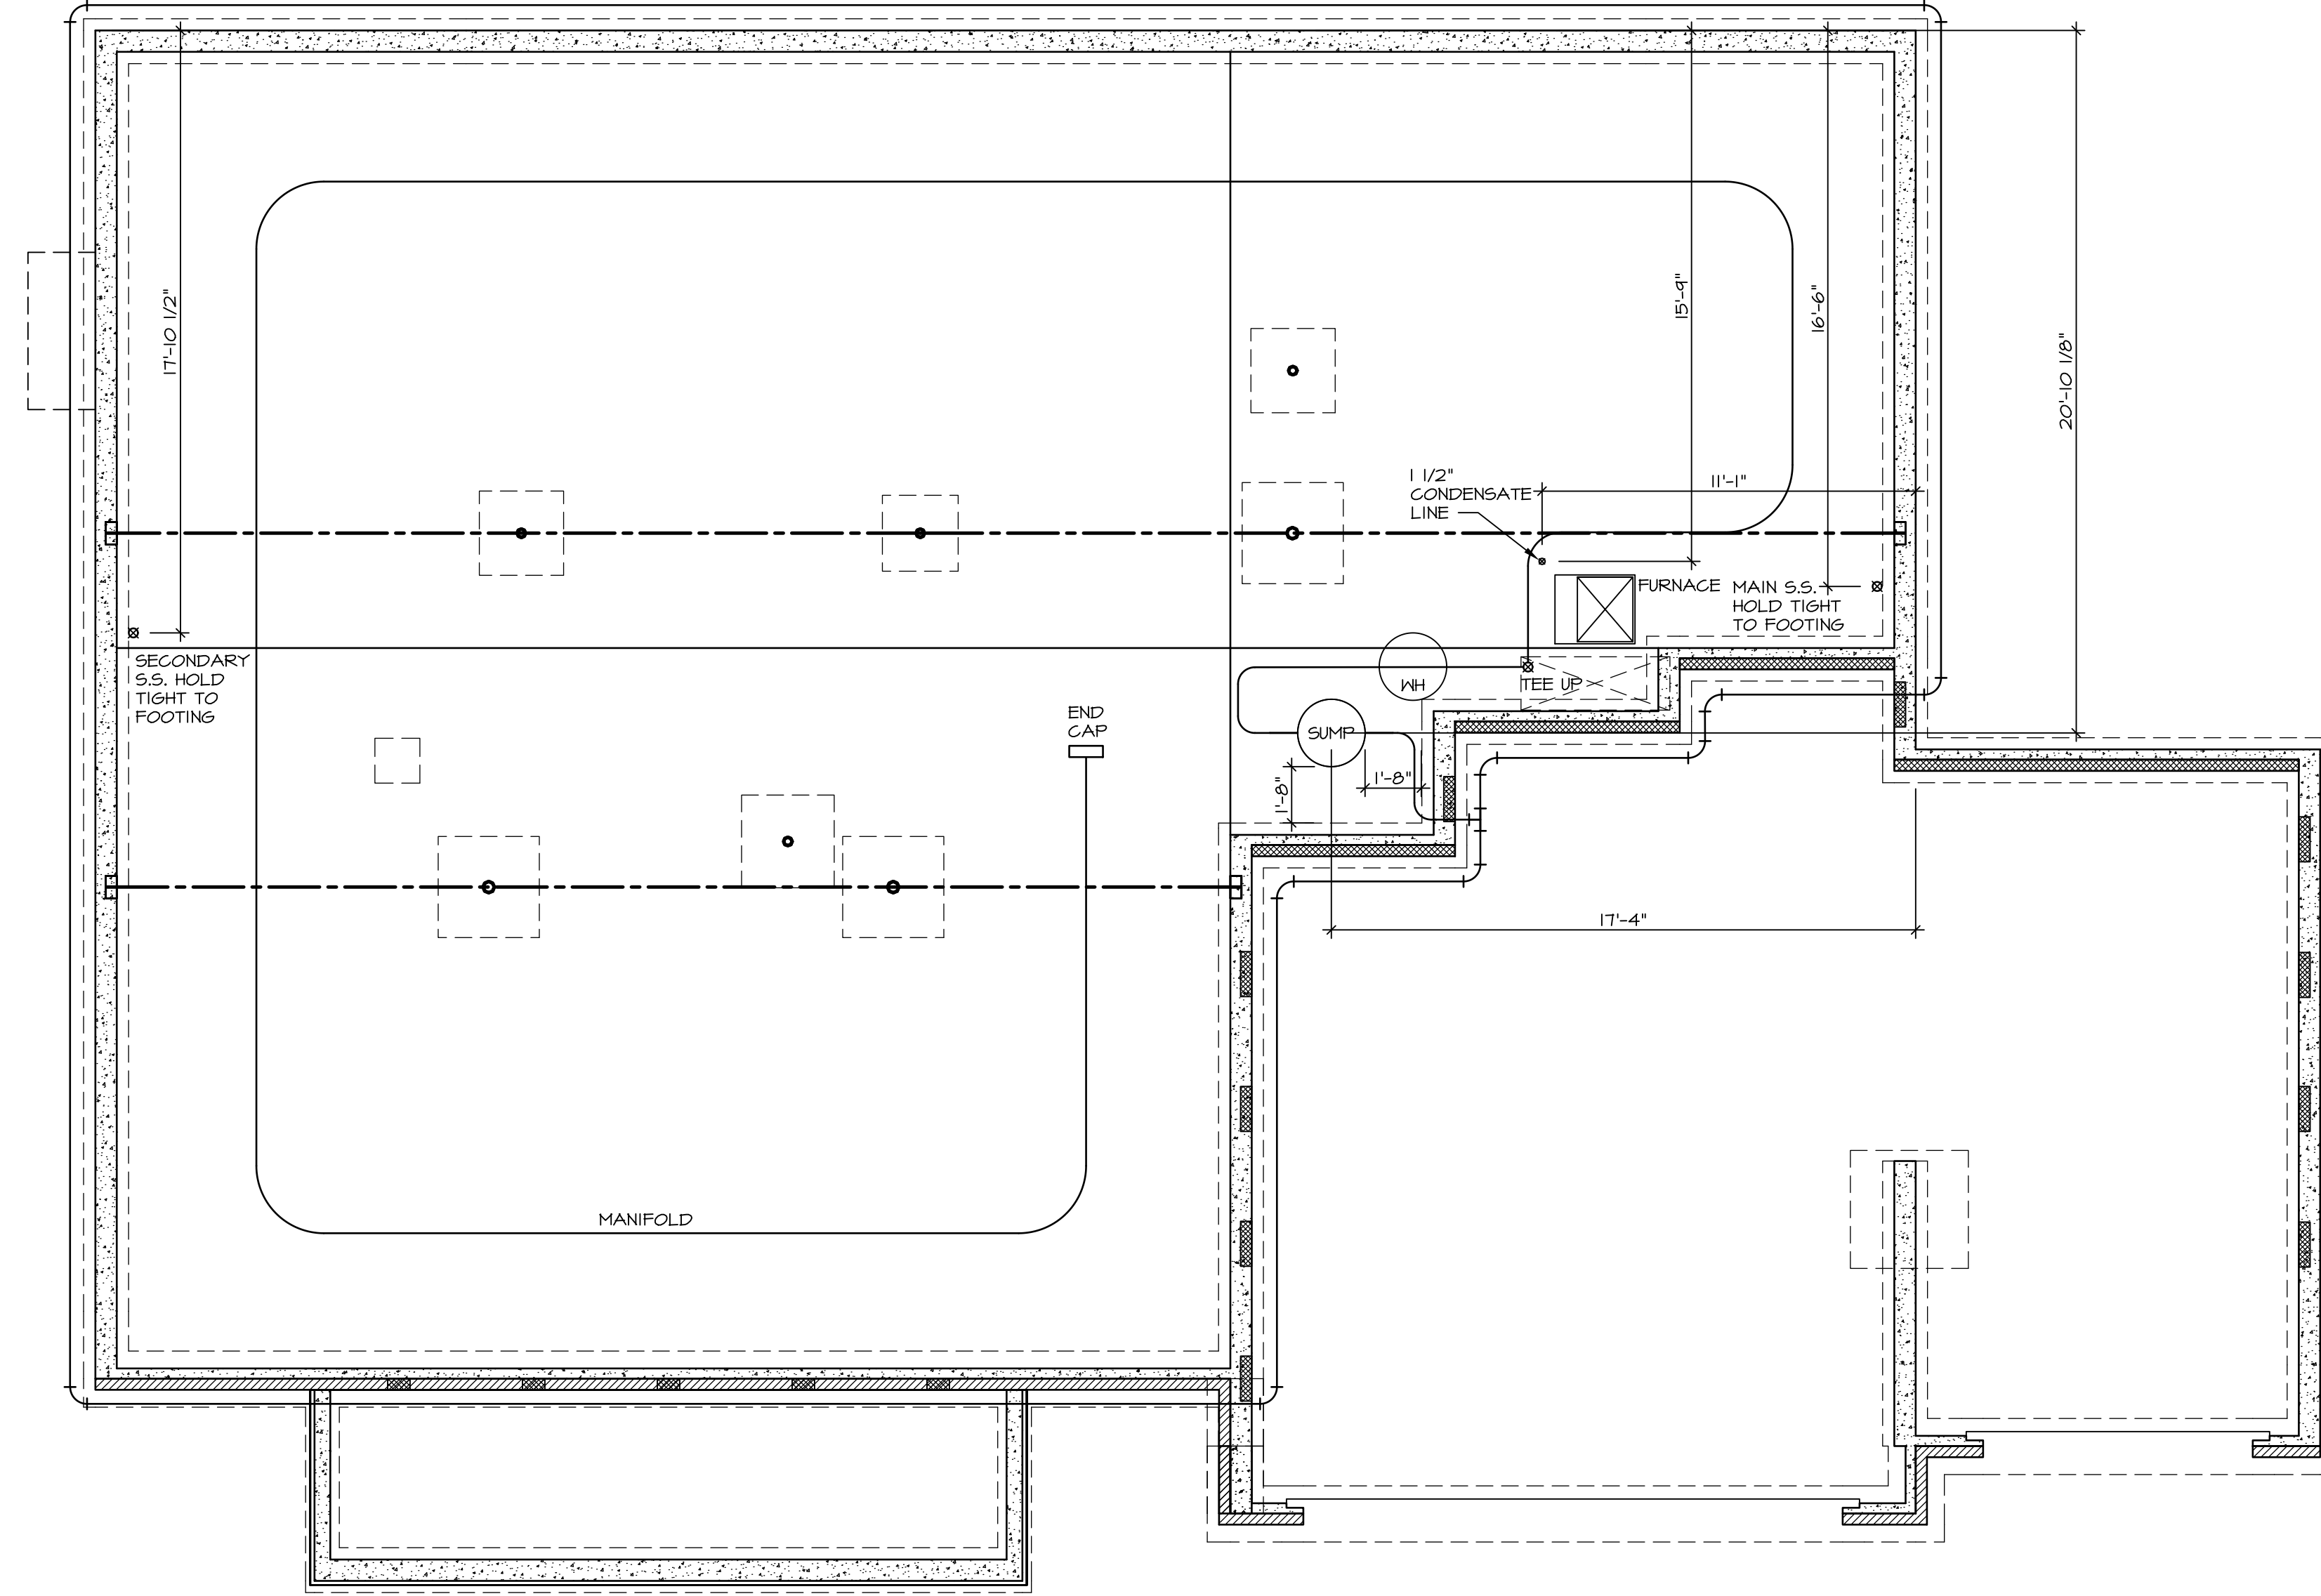 17'-10 1/2"
15'-9"
16'-6"
20'-10 1/8"
1 1/2"
CONDENSATE
LINE
11'-1"
FURNACE
MAIN S.S.
HOLD TIGHT
TO FOOTING
SECONDARY
S.S. HOLD
TIGHT TO
FOOTING
WH
TEE UP
END
CAP
SUMP
1'-8"
1'-8"
17'-4"
MANIFOLD